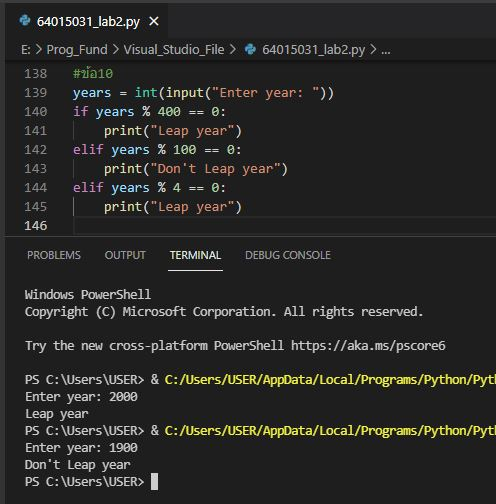 64015031_lab2.py ×
E: > Prog_Fund > Visual_Studio_File > 64015031_lab2.py > ...
138 #ข้อ10
139 years = int(input("Enter year: "))
140 if years % 400 == 0:
141 print("Leap year")
142 elif years % 100 == 0:
143 print("Don't Leap year")
144 elif years % 4 == 0:
145 print("Leap year")
146
PROBLEMS OUTPUT TERMINAL DEBUG CONSOLE
Windows PowerShell
Copyright (C) Microsoft Corporation. All rights reserved.
Try the new cross-platform PowerShell https://aka.ms/pscore6
PS C:\Users\USER> & C:/Users/USER/AppData/Local/Programs/Python/Pyt
Enter year: 2000
Leap year
PS C:\Users\USER> & C:/Users/USER/AppData/Local/Programs/Python/Pyt
Enter year: 1900
Don't Leap year
PS C:\Users\USER>